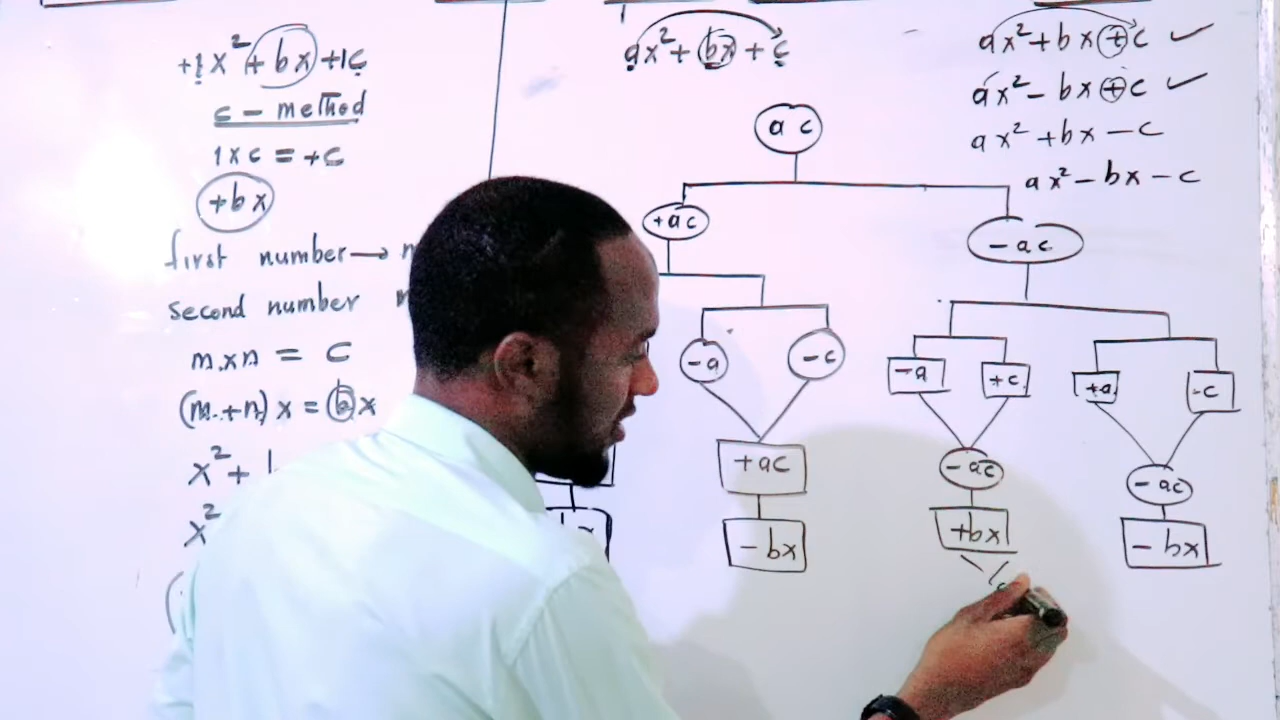 +1x² + bx + 1c
c - method
1 x c = +c
+bx
first number →
second number
m x n = c
(m + n) x = bx
x² +
x²
ax² + bx + c
ac
+ac
-a
-c
+ac
-bx
-ac
-a
+c
-ac
+bx
+a
-c
-ac
-bx
ax² + bx + c ✓
ax² - bx + c ✓
ax² + bx - c
ax² - bx - c